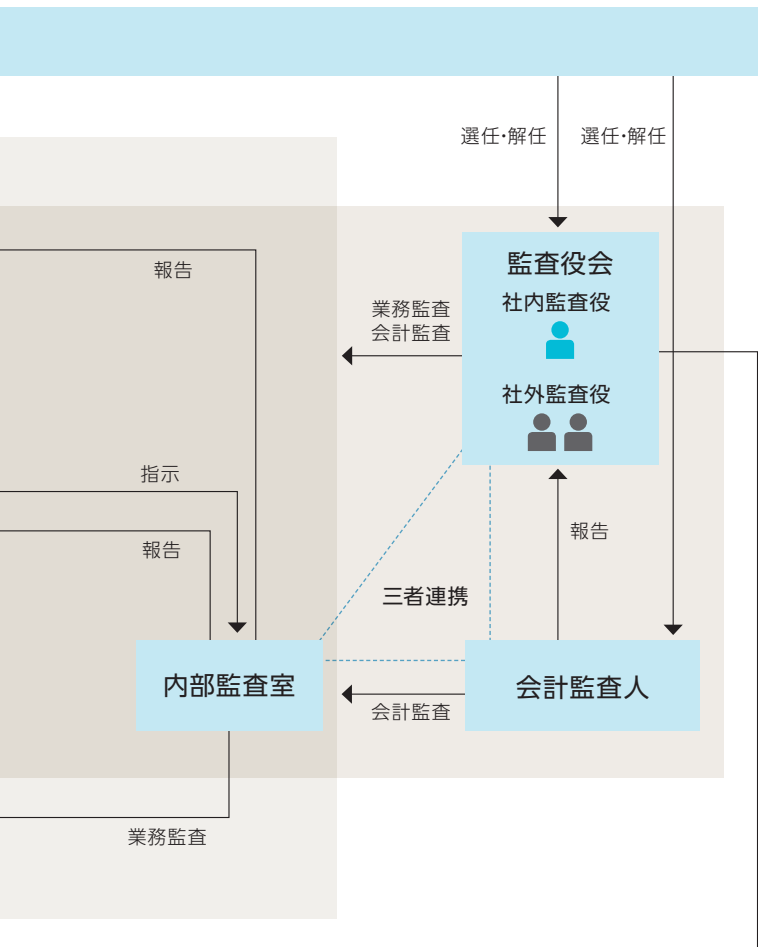 選任・解任
選任・解任
監査役会
社内監査役
社外監査役
報告
業務監査
会計監査
指示
報告
報告
三者連携
内部監査室
会計監査人
会計監査
業務監査